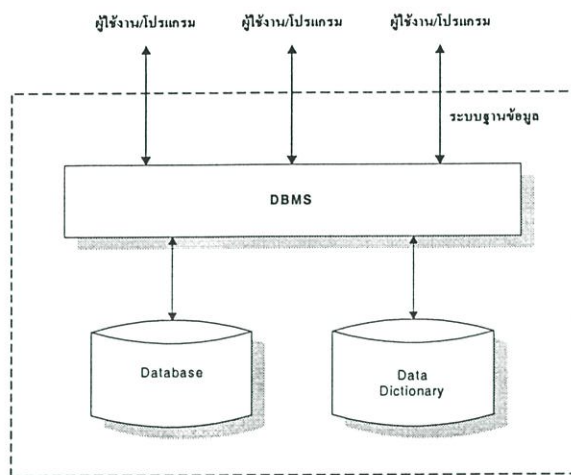 ผู้ใช้งาน/โปรแกรม ผู้ใช้งาน/โปรแกรม ผู้ใช้งาน/โปรแกรม
ระบบฐานข้อมูล
DBMS
Database
Data
Dictionary